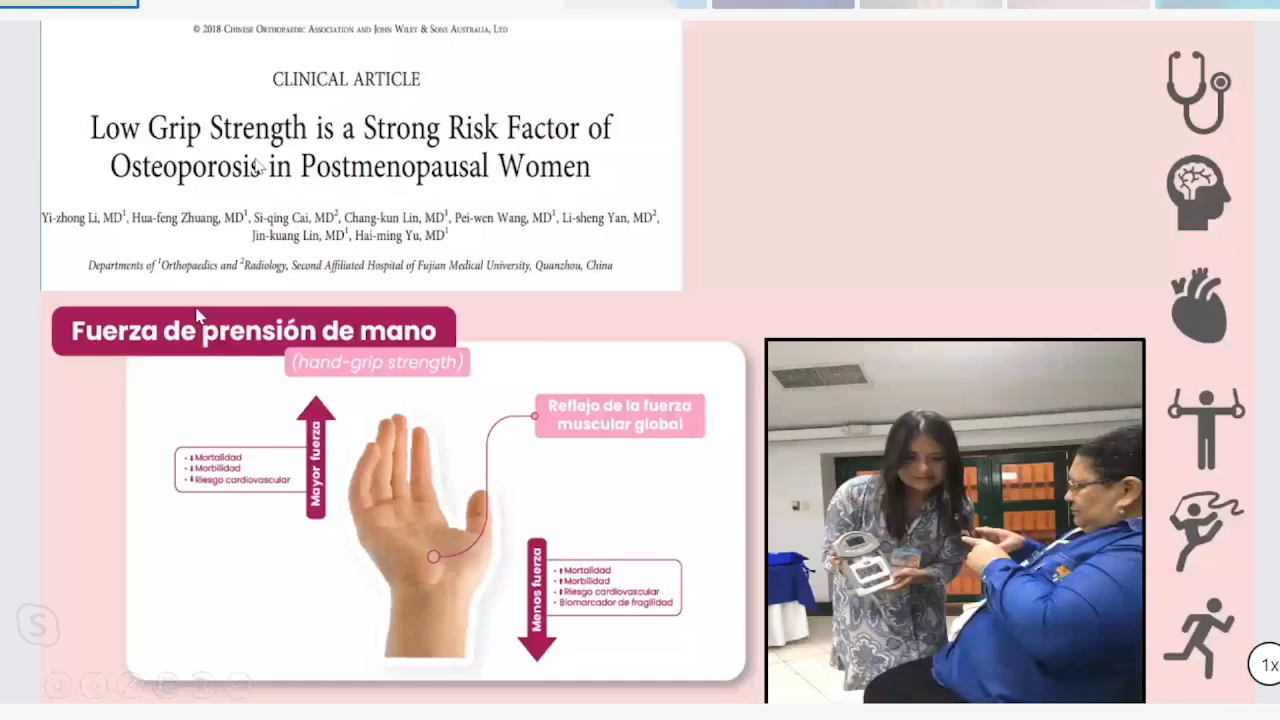 © 2018 Chinese Orthopaedic Association and John Wiley & Sons Australia, Ltd
CLINICAL ARTICLE
Low Grip Strength is a Strong Risk Factor of
Osteoporosis in Postmenopausal Women
Yi-zhong Li, MD1, Hua-feng Zhuang, MD1, Si-qing Cai, MD2, Chang-kun Lin, MD1, Pei-wen Wang, MD1, Li-sheng Yan, MD2,
Jin-kuang Lin, MD1, Hai-ming Yu, MD1
Departments of 1Orthopaedics and 2Radiology, Second Affiliated Hospital of Fujian Medical University, Quanzhou, China
Fuerza de prensión de mano
(hand-grip strength)
Reflejo de la fuerza
muscular global
Mayor fuerza
· ⬇Mortalidad
· ⬇Morbilidad
· ⬇Riesgo cardiovascular
Menos fuerza
· ⬆Mortalidad
· ⬆Morbilidad
· ⬆Riesgo cardiovascular
· Biomarcador de fragilidad
S
1x